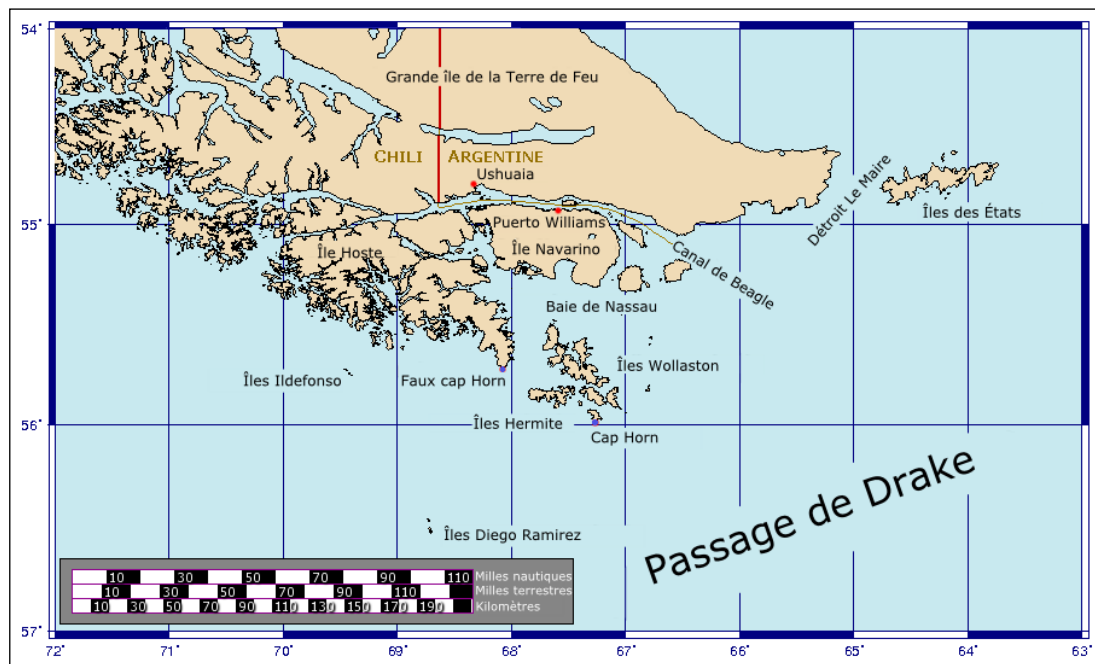 54°
Grande île de la Terre de Feu
CHILI
ARGENTINE
Ushuaia
Détroit Le Maire
Îles des États
55°
Puerto Williams
Île Hoste
Île Navarino
Canal de Beagle
Baie de Nassau
Îles Wollaston
Îles Ildefonso
Faux cap Horn
Îles Hermite
56°
Cap Horn
Passage de Drake
Îles Diego Ramirez
10 30 50 70 90 110 Milles nautiques
10 30 50 70 90 110 Milles terrestres
10 30 50 70 90 110 130 150 170 190 Kilomètres
57°
72° 71° 70° 69° 68° 67° 66° 65° 64° 63°